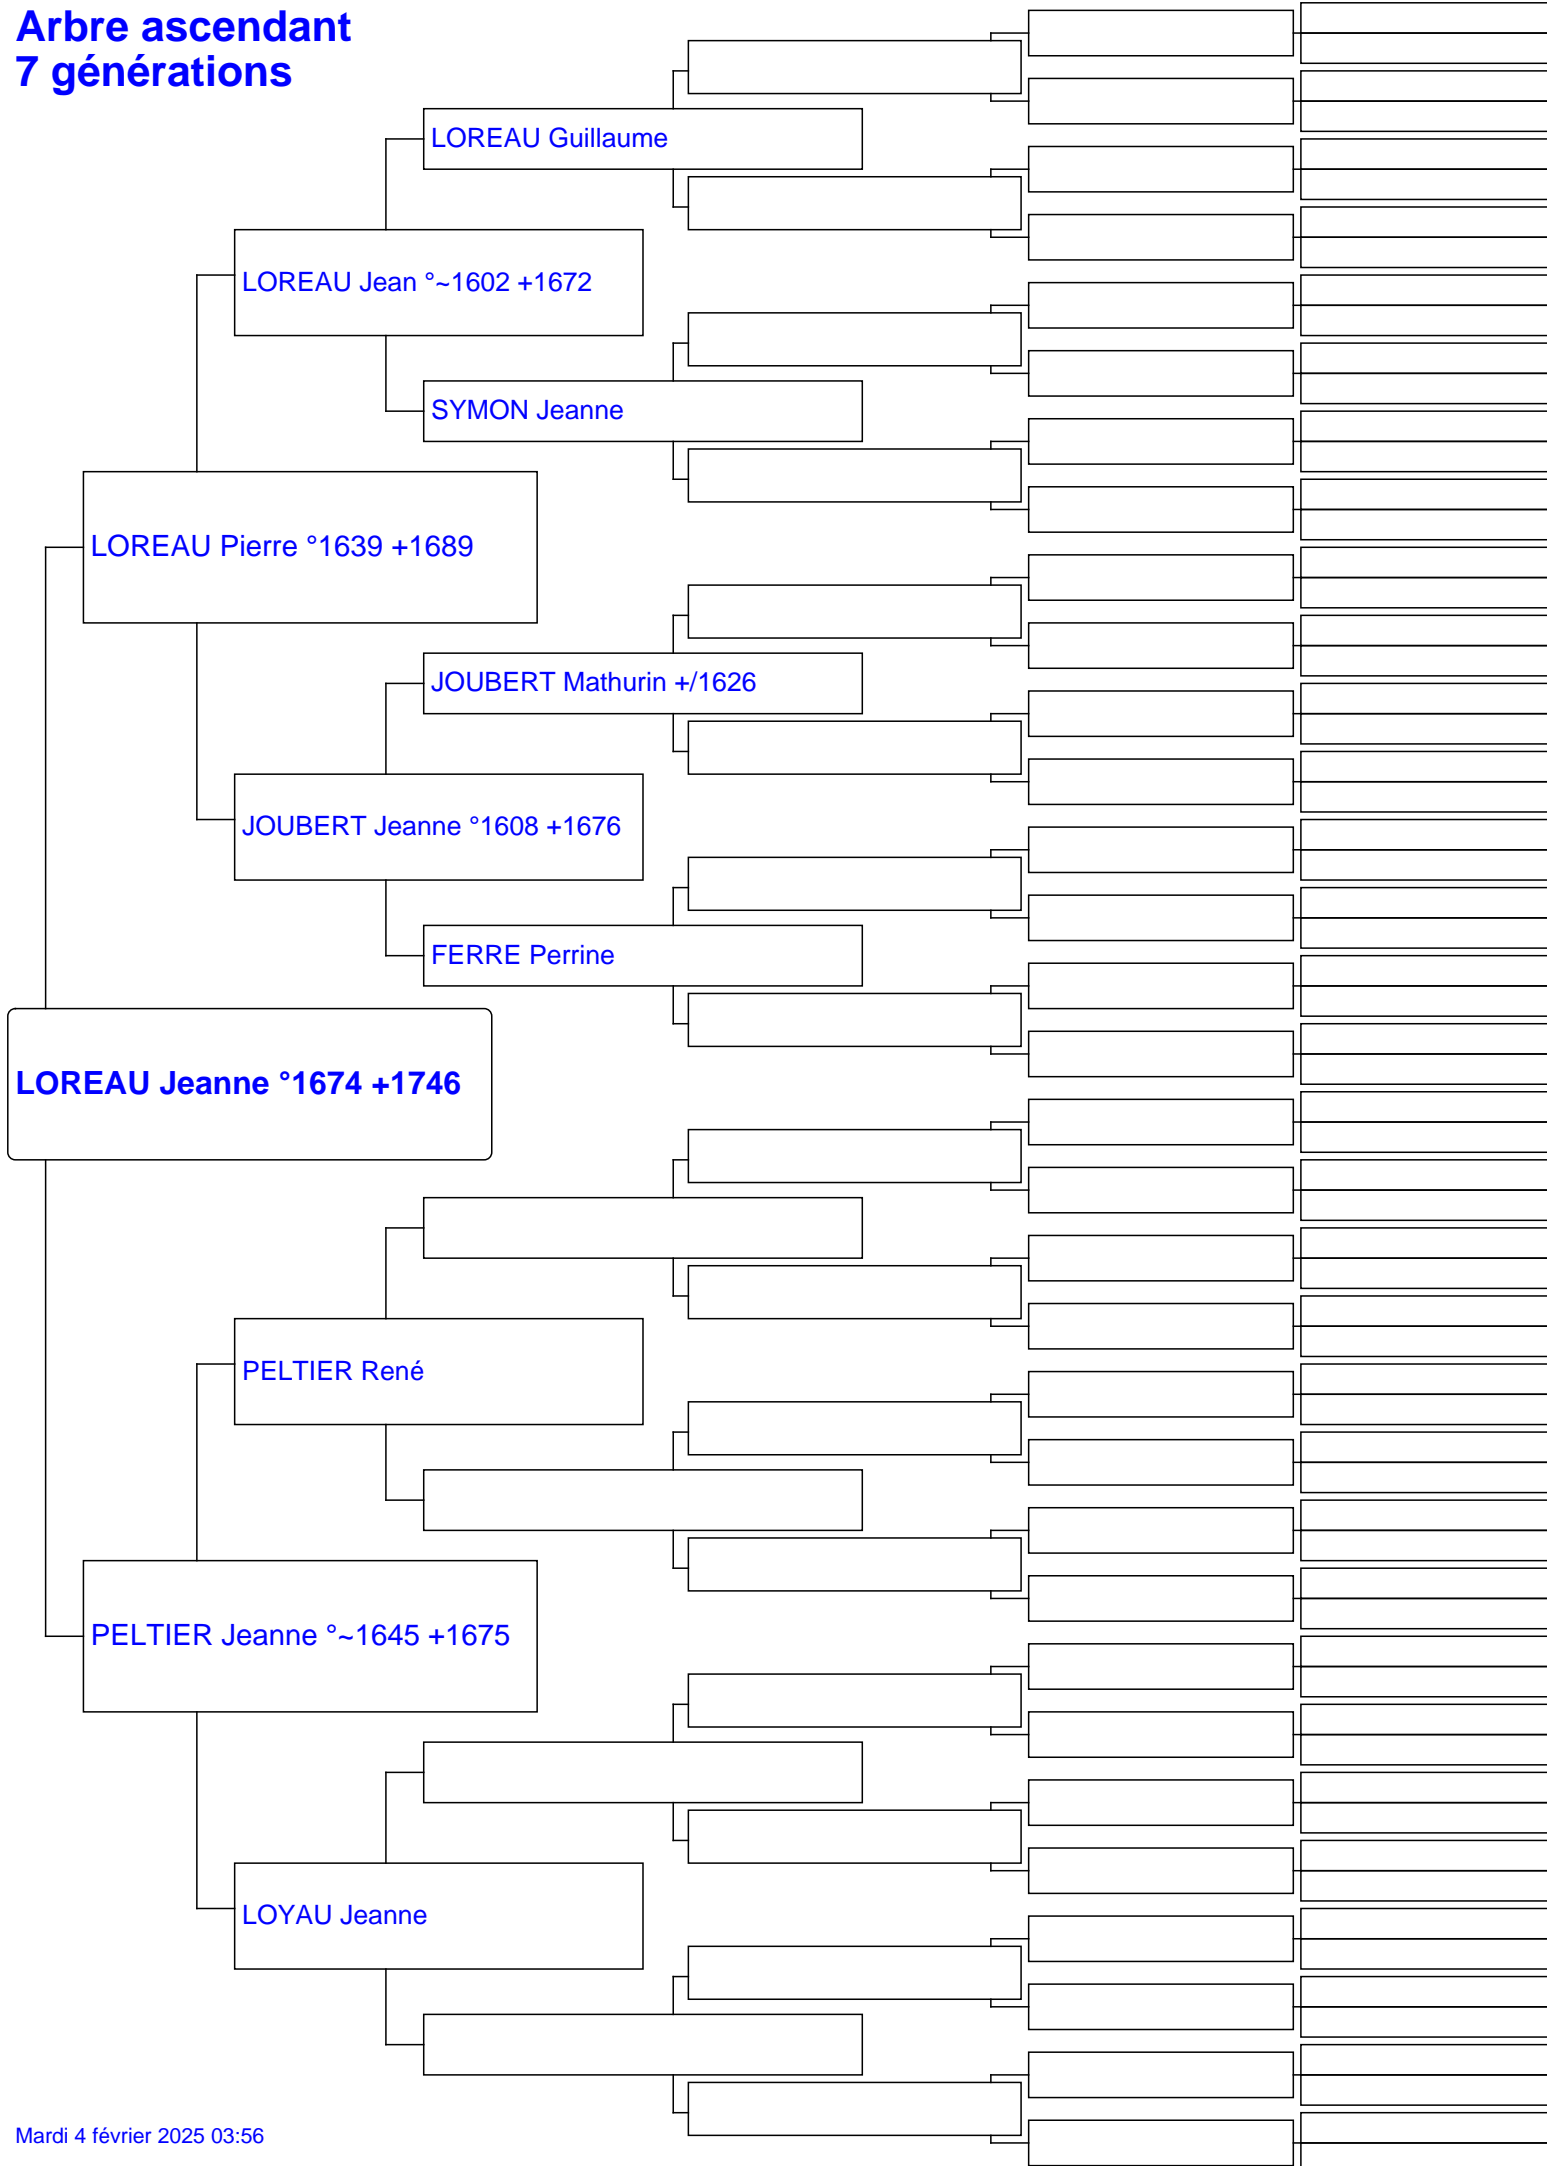 Arbre ascendant
7 générations
LOREAU Guillaume
LOREAU Jean °~1602 +1672
SYMON Jeanne
LOREAU Pierre °1639 +1689
JOUBERT Mathurin +/1626
JOUBERT Jeanne °1608 +1676
FERRE Perrine
LOREAU Jeanne °1674 +1746
PELTIER René
PELTIER Jeanne °~1645 +1675
LOYAU Jeanne
Mardi 4 février 2025 03:56